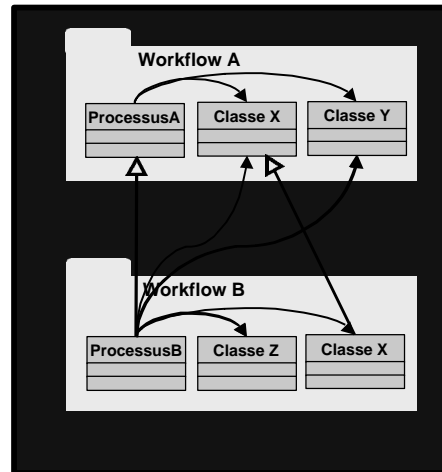 Workflow A
ProcessusA
Classe X
Classe Y
Workflow B
ProcessusB
Classe Z
Classe X